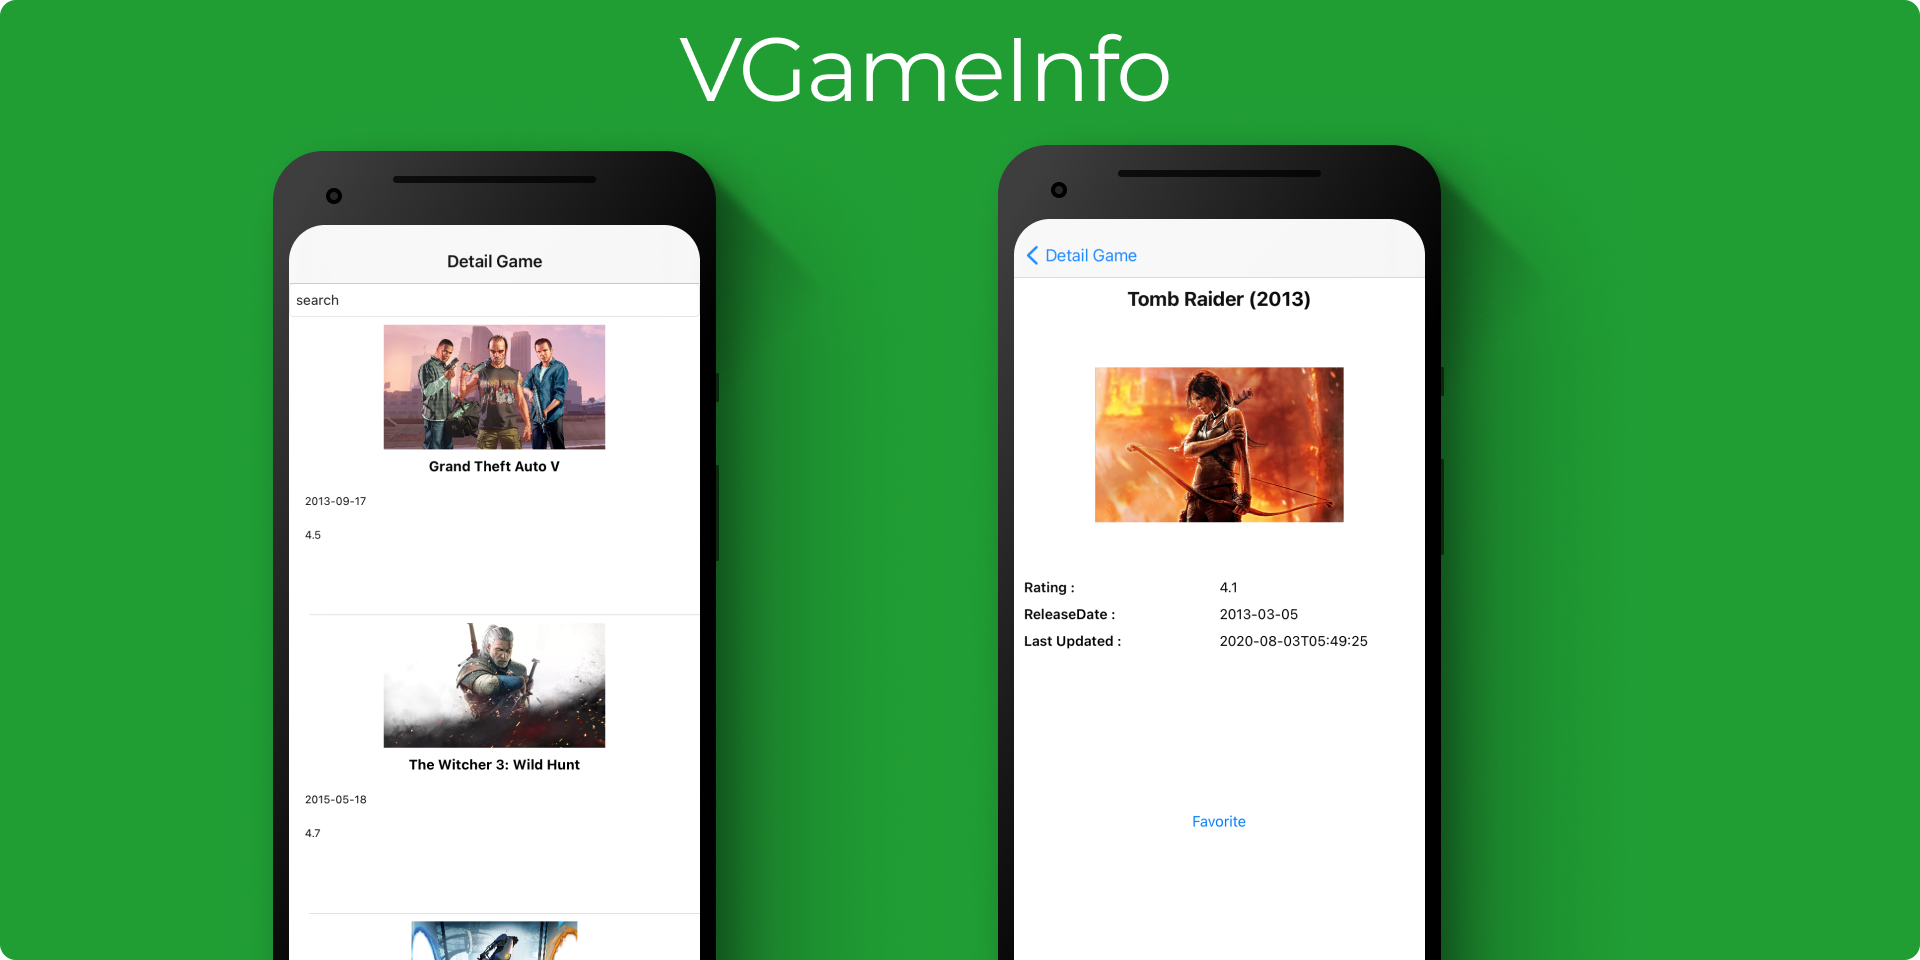 VGameInfo
Detail Game
search
Grand Theft Auto V
2013-09-17
4.5
The Witcher 3: Wild Hunt
2015-05-18
4.7
Detail Game
Tomb Raider (2013)
Rating : 4.1
ReleaseDate : 2013-03-05
Last Updated : 2020-08-03T05:49:25
Favorite